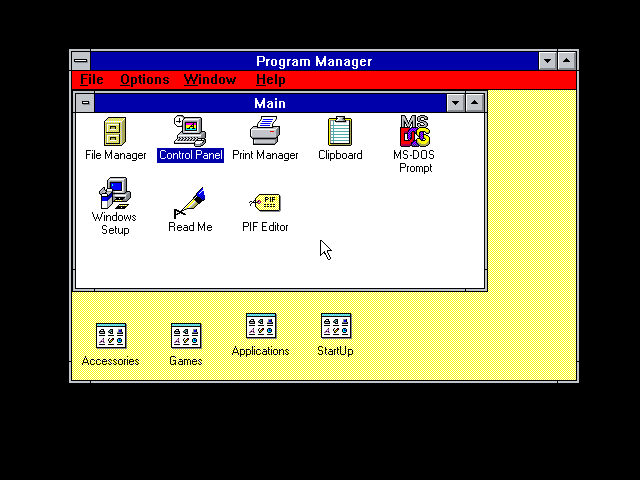 Program Manager
File Options Window Help
Main
File Manager Control Panel Print Manager Clipboard MS-DOS Prompt
Windows Setup Read Me PIF Editor
Accessories Games Applications StartUp
MS
DOS
PIF